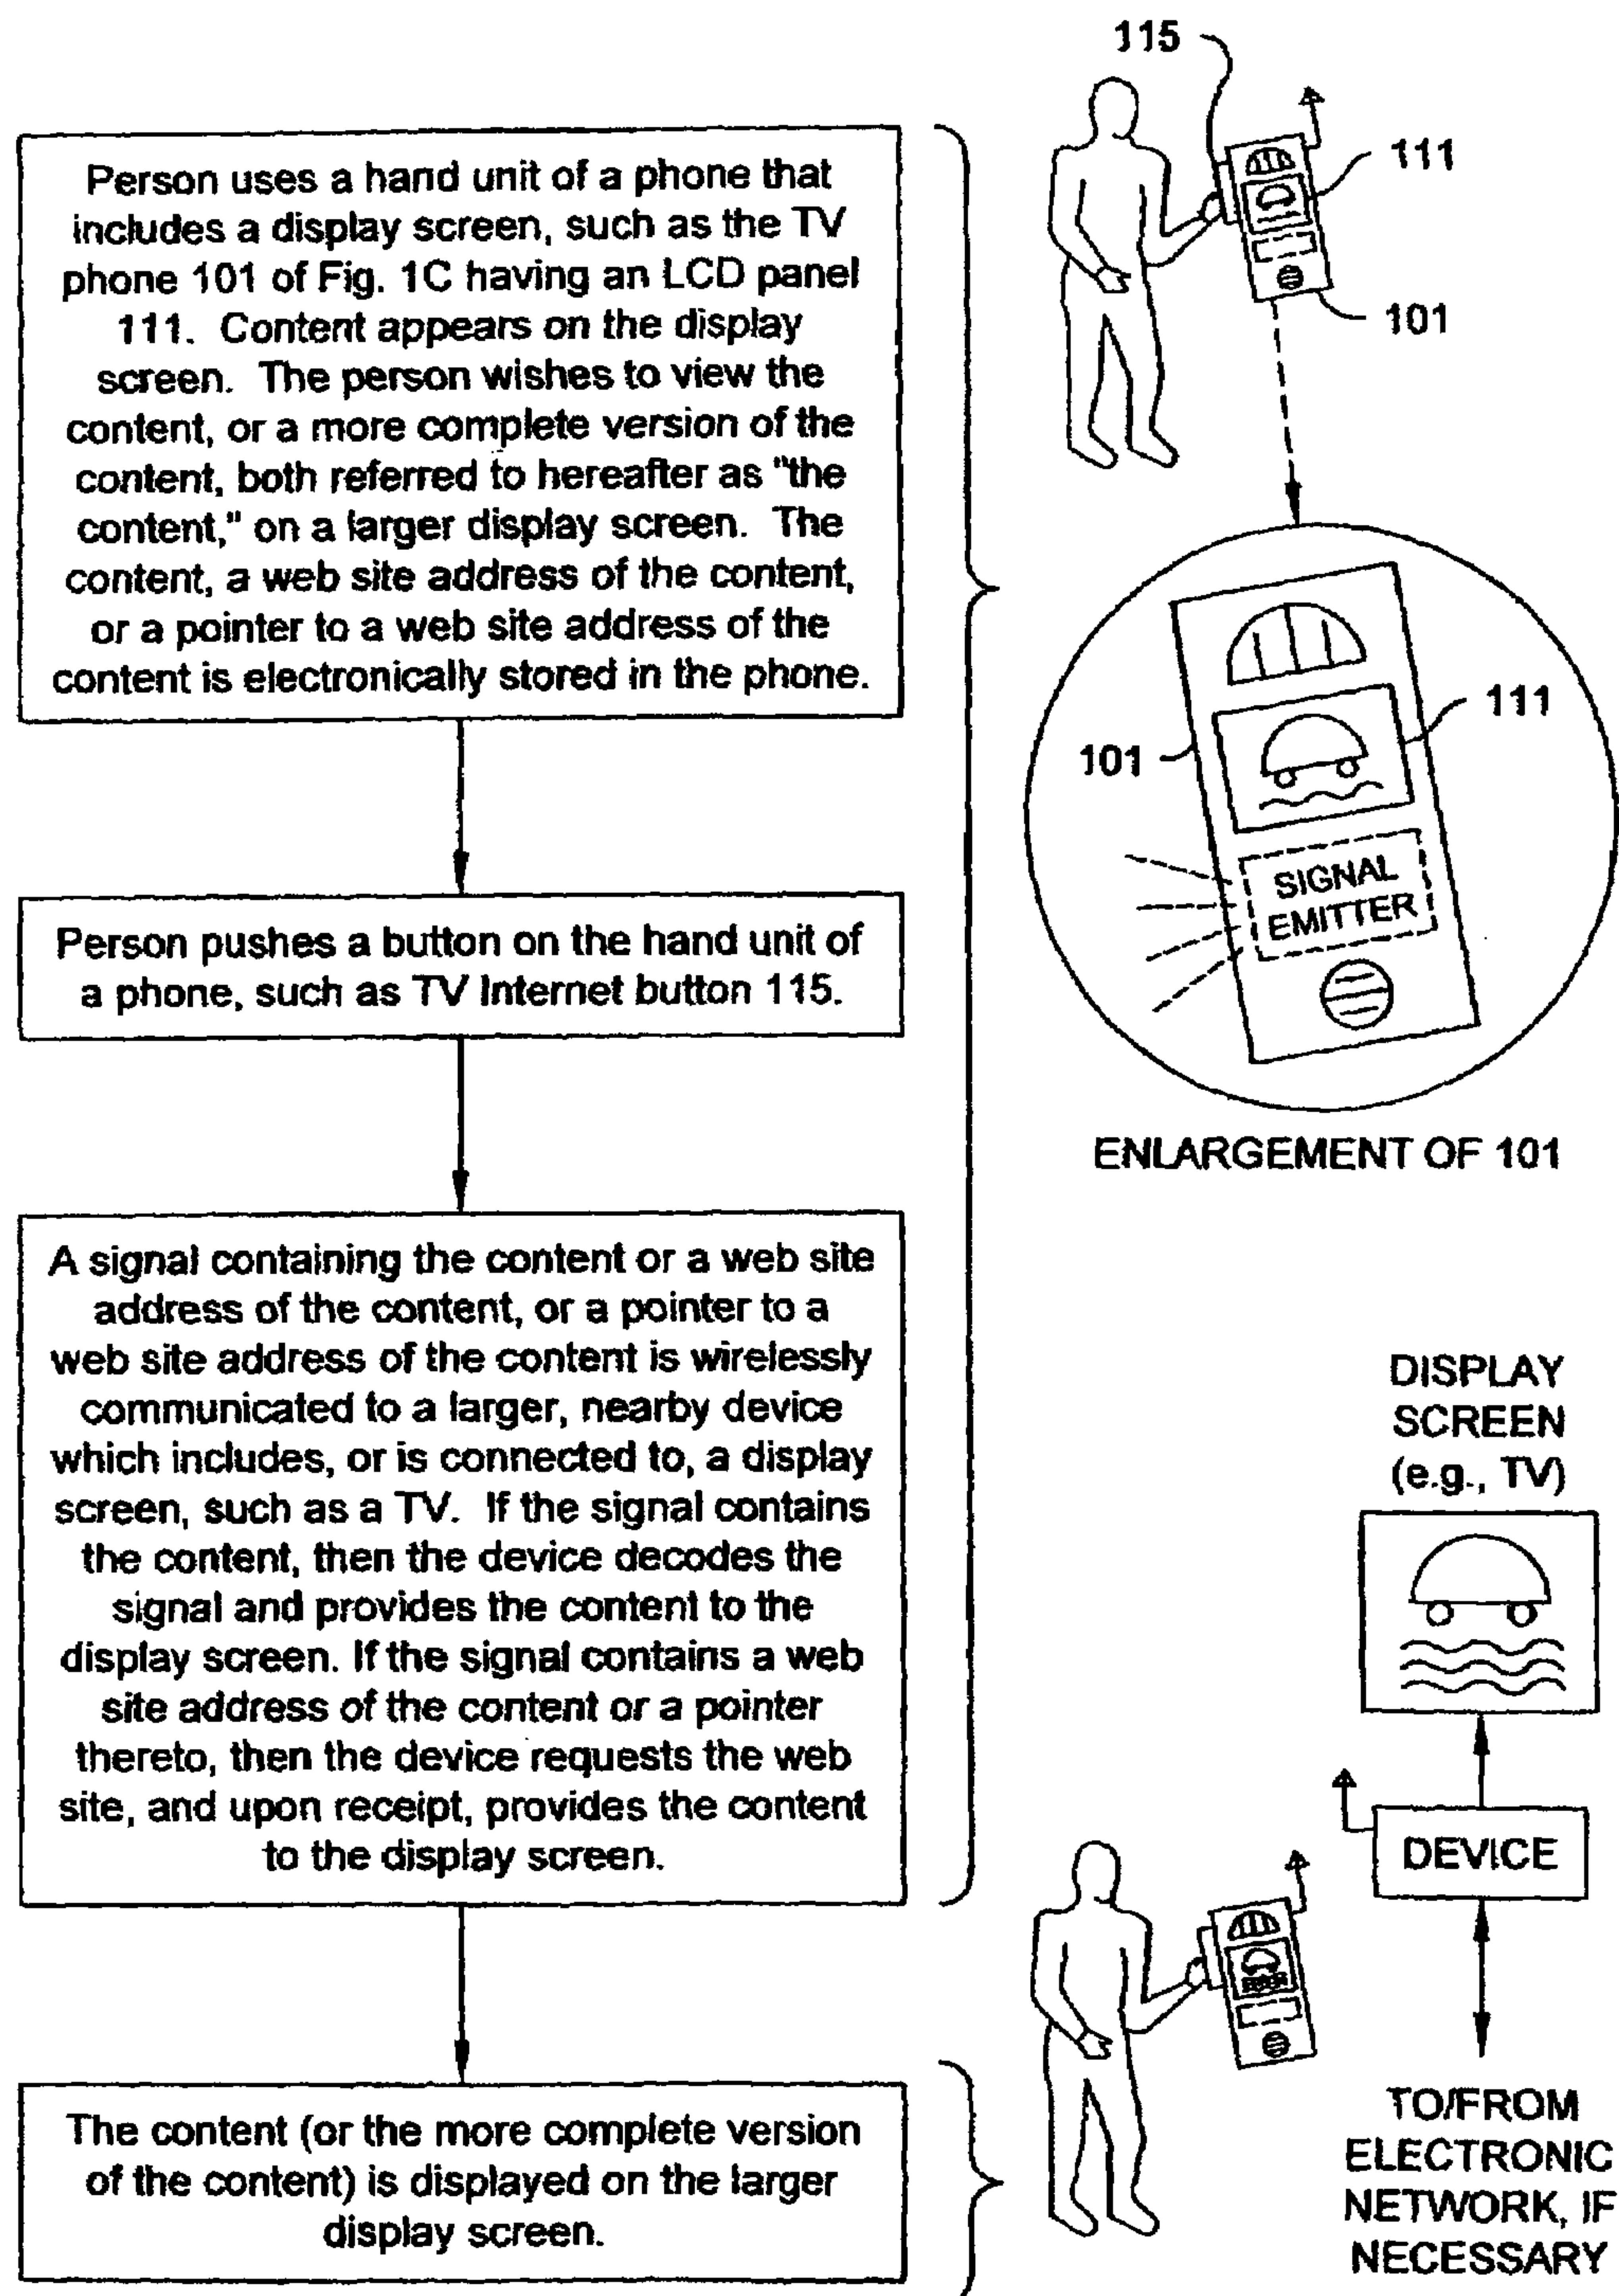 Person uses a hand unit of a phone that
includes a display screen, such as the TV
phone 101 of Fig. 1C having an LCD panel
111. Content appears on the display
screen. The person wishes to view the
content, or a more complete version of the
content, both referred to hereafter as "the
content," on a larger display screen. The
content, a web site address of the content,
or a pointer to a web site address of the
content is electronically stored in the phone.
Person pushes a button on the hand unit of
a phone, such as TV Internet button 115.
A signal containing the content or a web site
address of the content, or a pointer to a
web site address of the content is wirelessly
communicated to a larger, nearby device
which includes, or is connected to, a display
screen, such as a TV. If the signal contains
the content, then the device decodes the
signal and provides the content to the
display screen. If the signal contains a web
site address of the content or a pointer
thereto, then the device requests the web
site, and upon receipt, provides the content
to the display screen.
The content (or the more complete version
of the content) is displayed on the larger
display screen.
115
111
101
101
111
SIGNAL
EMITTER
ENLARGEMENT OF 101
DISPLAY
SCREEN
(e.g., TV)
DEVICE
TO/FROM
ELECTRONIC
NETWORK, IF
NECESSARY